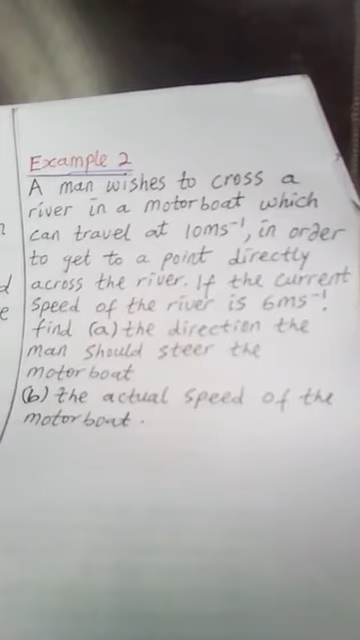 Example 2
A man wishes to cross a
river in a motorboat which
can travel at 10ms⁻¹, in order
to get to a point directly
across the river. If the current
speed of the river is 6ms⁻¹.
find (a) the direction the
man should steer the
motorboat
(b) the actual speed of the
motorboat.